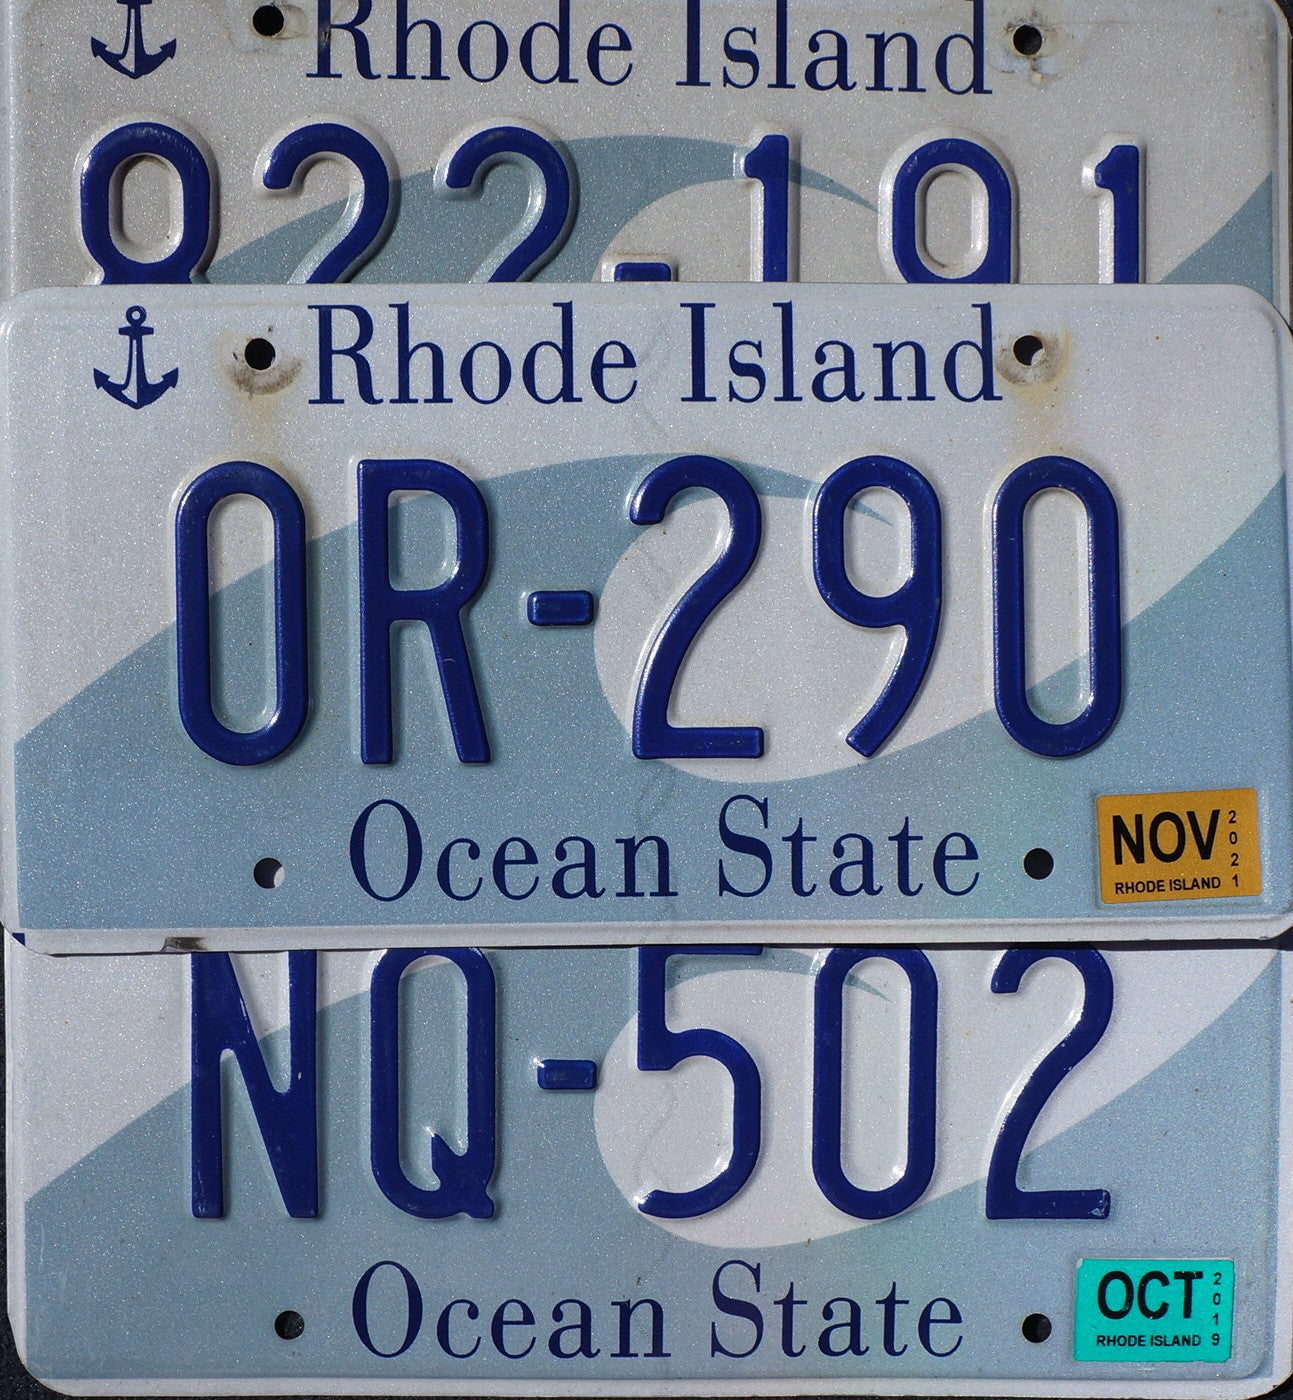 Rhode Island
822-191
Rhode Island
OR-290
Ocean State
NOV 2021
RHODE ISLAND
NQ-502
Ocean State
OCT 2019
RHODE ISLAND